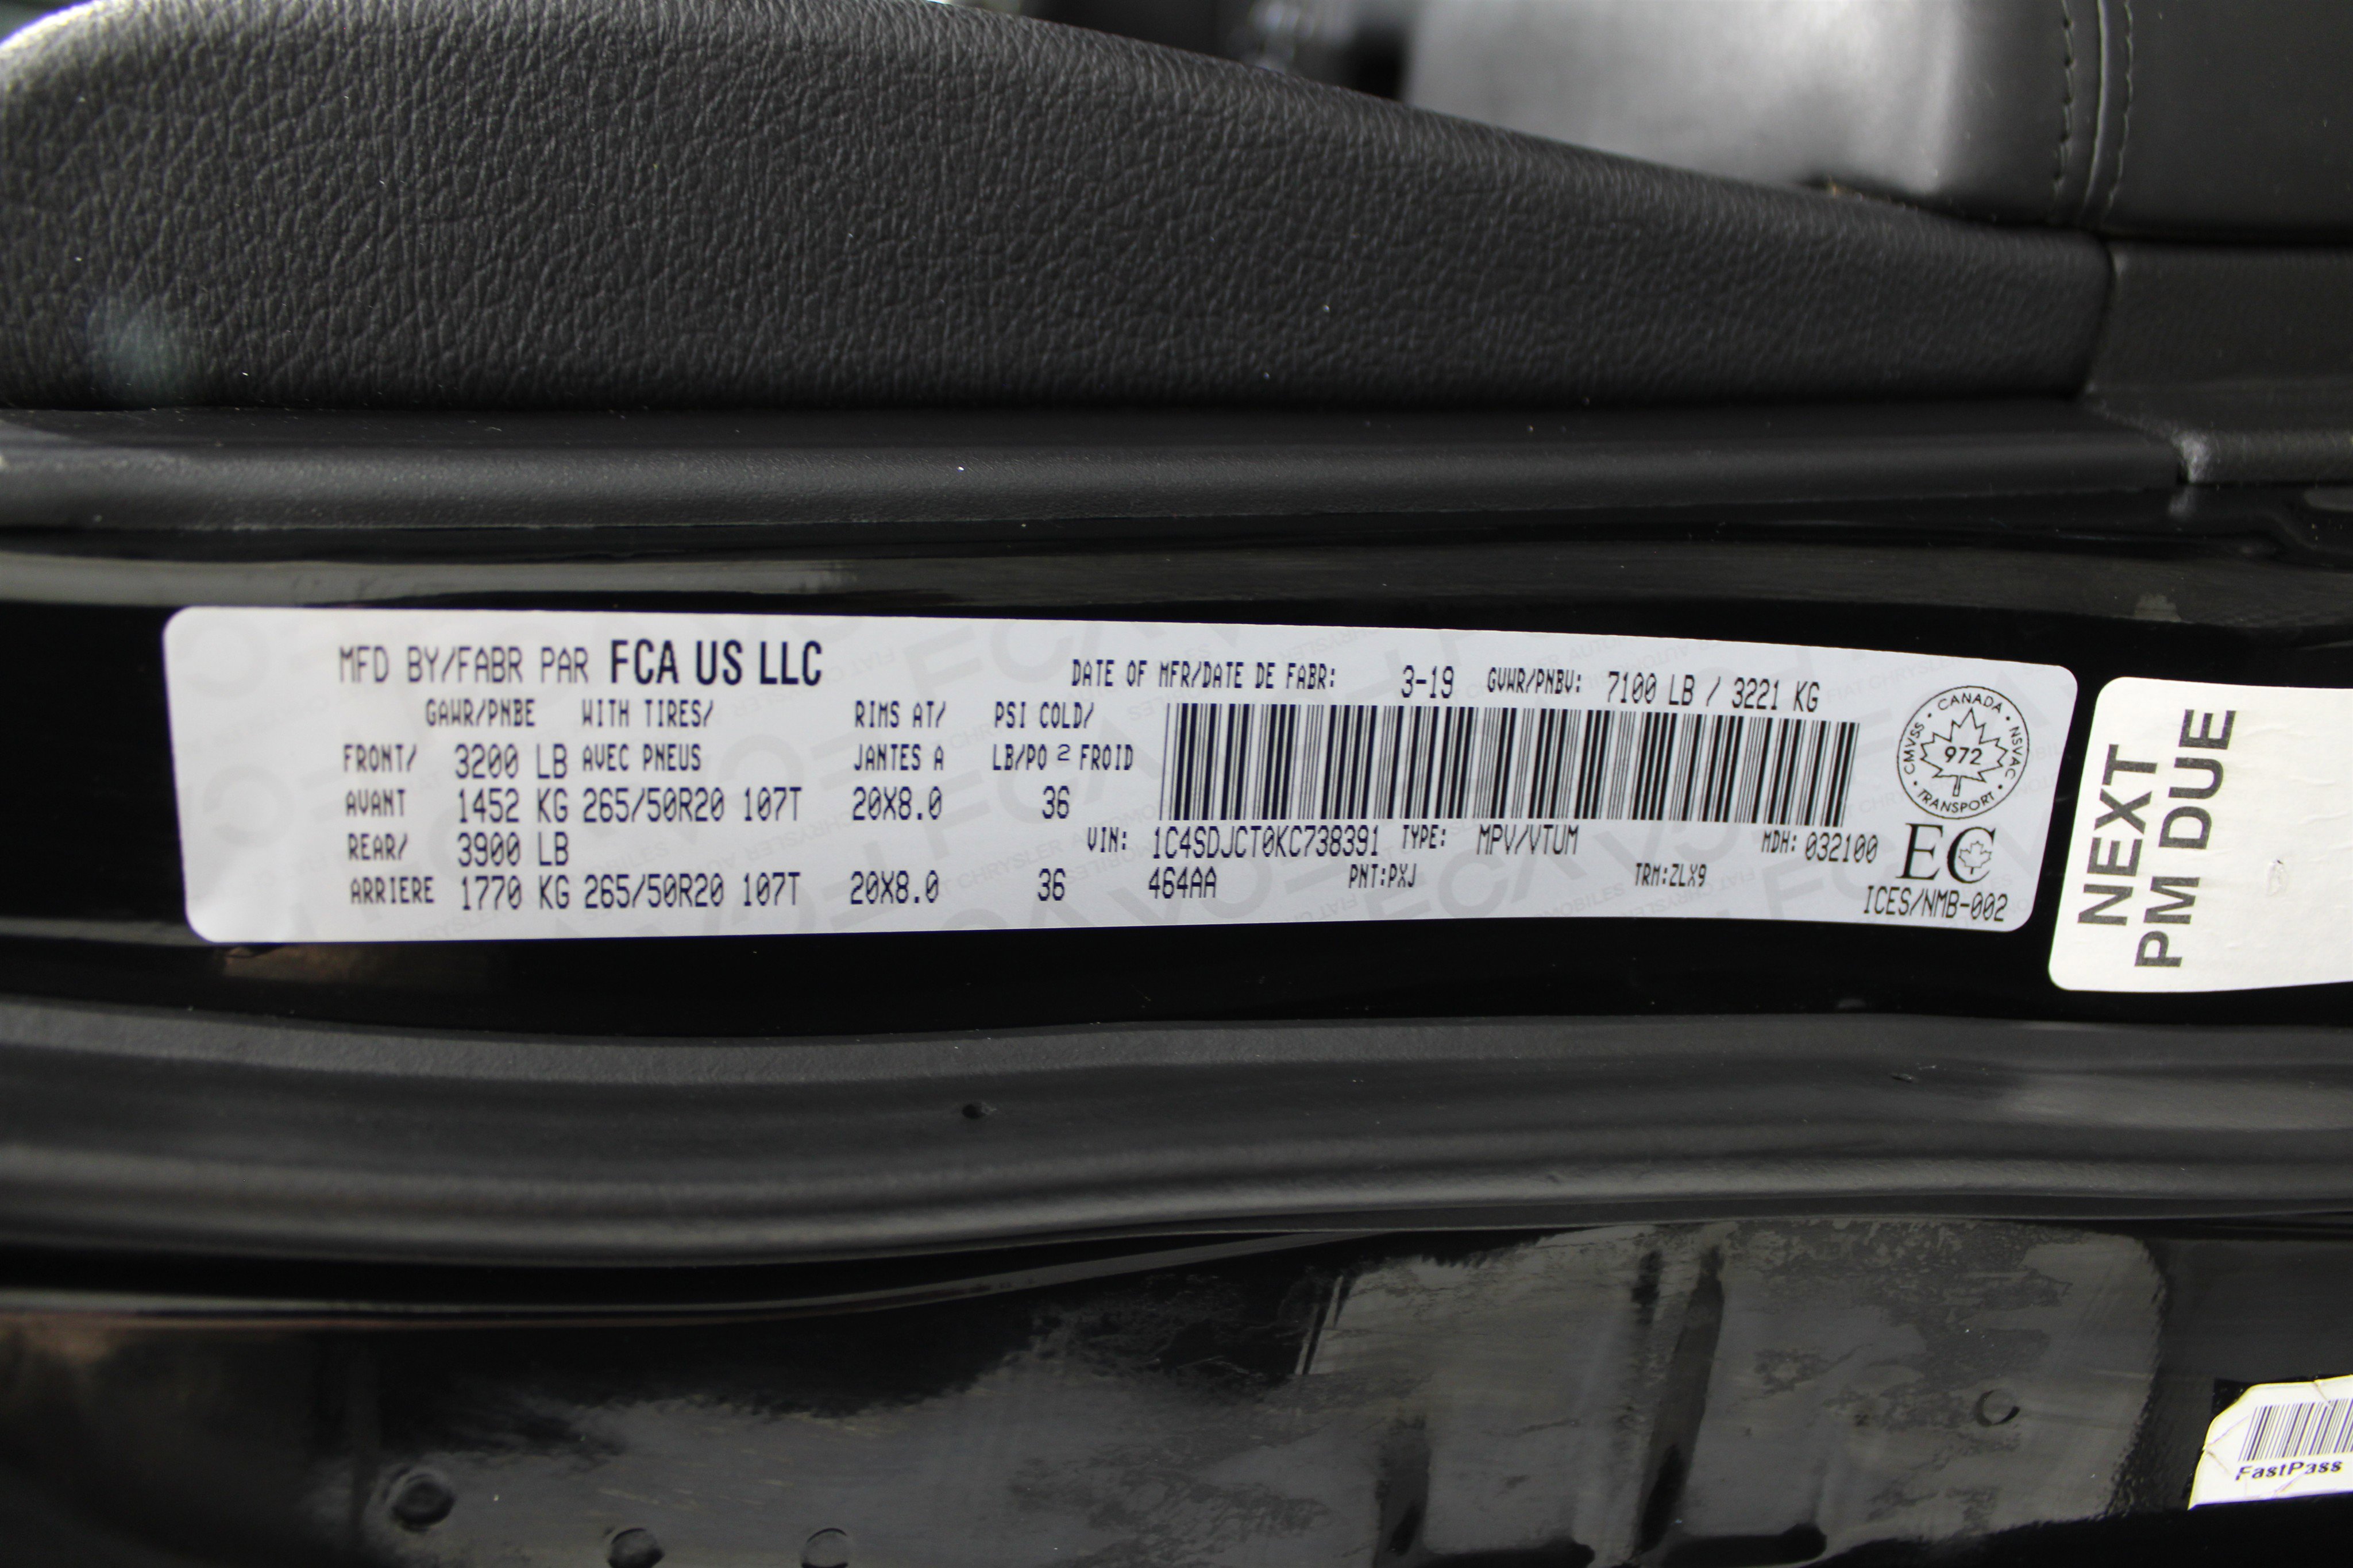 MFD BY/FABR PAR FCA US LLC
DATE OF MFR/DATE DE FABR: 3-19 GVWR/PNBV: 7100 LB / 3221 KG
GAWR/PNBE WITH TIRES/ RIMS AT/ PSI COLD/
FRONT/ 3200 LB AVEC PNEUS JANTES A LB/PO 2 FROID
AVANT 1452 KG 265/50R20 107T 20X8.0 36
REAR/ 3900 LB
ARRIERE 1770 KG 265/50R20 107T 20X8.0 36
VIN: 1C4SDJCT0KC738391 TYPE: MPV/VTUM MDH: 032100
464AA PNT:PXJ TRM:ZLX9
CANADA
CMVSS 972 NSVAC
TRANSPORT
EC
ICES/NMB-002
NEXT
PM DUE
FastPass